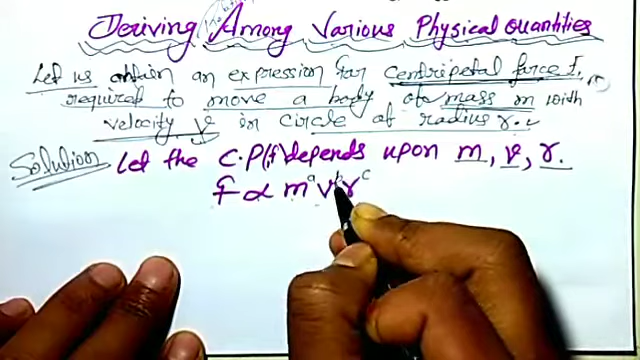 Deriving Among Various Physical Quantities
Let us obtain an expression for centripetal force F,
required to move a body of mass m with
velocity v in circle of radius r.
Solution Let the C.P(f) depends upon m, v, r.
F ∝ mᵃvᵇrᶜ